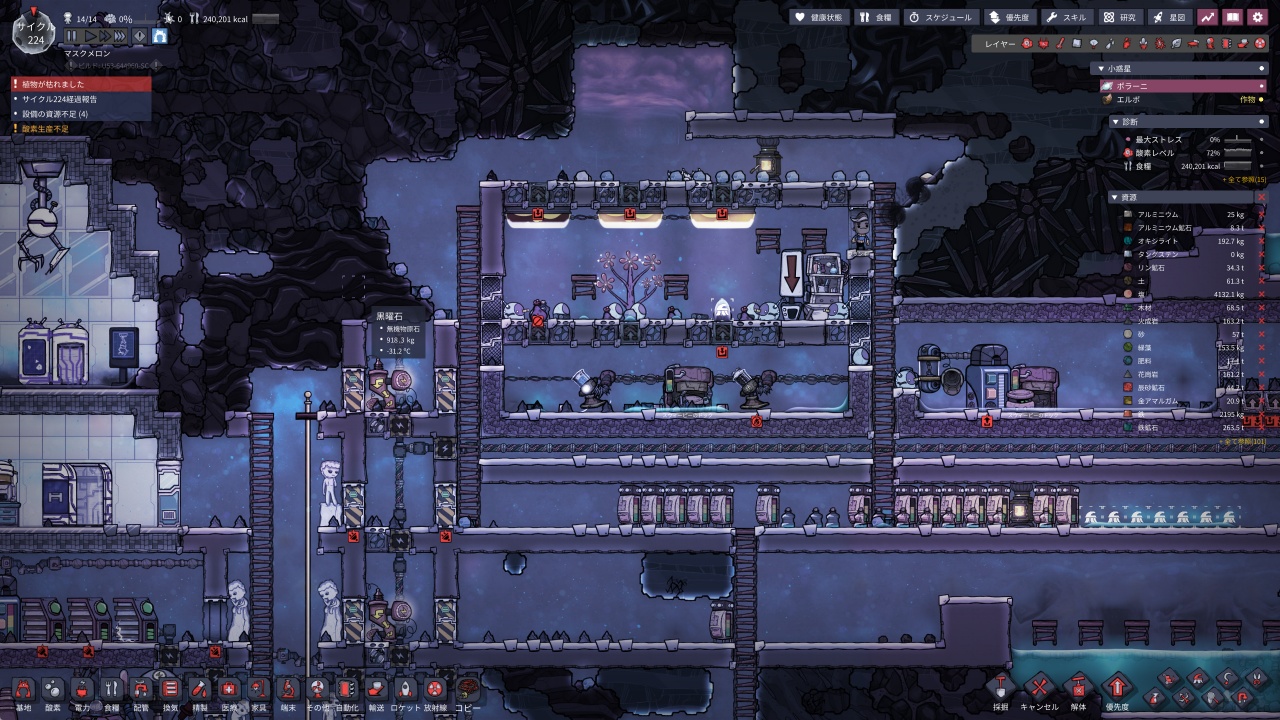 サイクル
224
14/14
0%
0
240,201 kcal
マスクメロン
植物が枯れました
サイクル224経過報告
設備の資源不足 (4)
酸素生産不足
健康状態
食糧
スケジュール
優先度
スキル
研究
星図
レイヤー
小惑星
ポラーニ
エルボ
作物
診断
最大ストレス
0%
酸素レベル
72%
食糧
240,201 kcal
+ 全て参照(15)
資源
アルミニウム
25 kg
アルミニウム鉱石
8.3 t
オキシライト
192.7 kg
タングステン
0 kg
リン鉱石
34.3 t
土
61.3 t
塩
4132.1 kg
木材
68.5 t
火成岩
163.2 t
砂
緑藻
153.5 kg
肥料
花崗岩
辰砂鉱石
金アマルガム
20.9 t
鉄
2195 kg
鉄鉱石
263.5 t
+ 全て参照(101)
黒曜石
無機物原石
918.3 kg
-31.2 ℃
基地
酸素
電力
食糧
配管
換気
精製
医療
家具
端末
その他
自動化
輸送
ロケット
放射線
コピー
採掘
キャンセル
解体
優先度